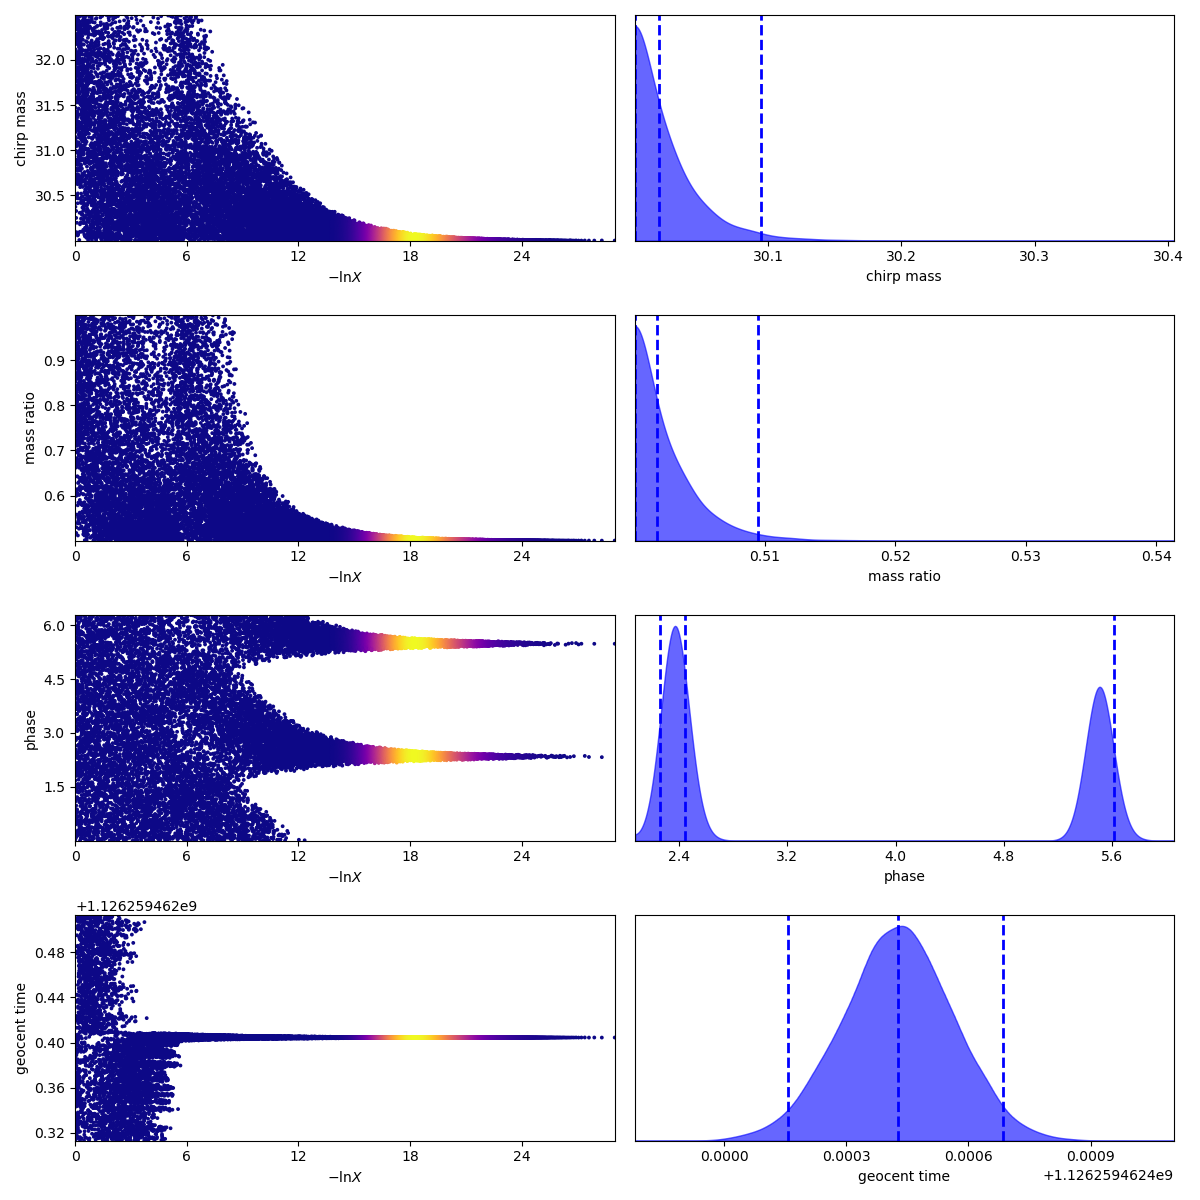 32.0
31.5
31.0
30.5
chirp mass
0 6 12 18 24
−lnX
30.1 30.2 30.3 30.4
chirp mass
0.9
0.8
0.7
0.6
mass ratio
0 6 12 18 24
−lnX
0.51 0.52 0.53 0.54
mass ratio
6.0
4.5
3.0
1.5
phase
0 6 12 18 24
−lnX
2.4 3.2 4.0 4.8 5.6
phase
+1.126259462e9
0.48
0.44
0.40
0.36
0.32
geocent time
0 6 12 18 24
−lnX
0.0000 0.0003 0.0006 0.0009
geocent time
+1.1262594624e9